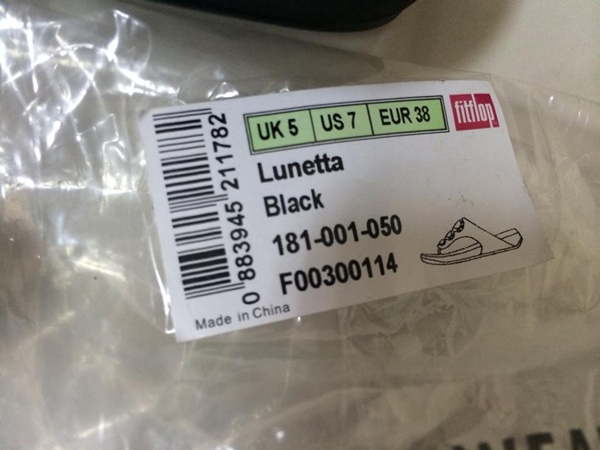 UK 5 US 7 EUR 38
fitflop
Lunetta
Black
181-001-050
F00300114
0 883945 211782
Made in China